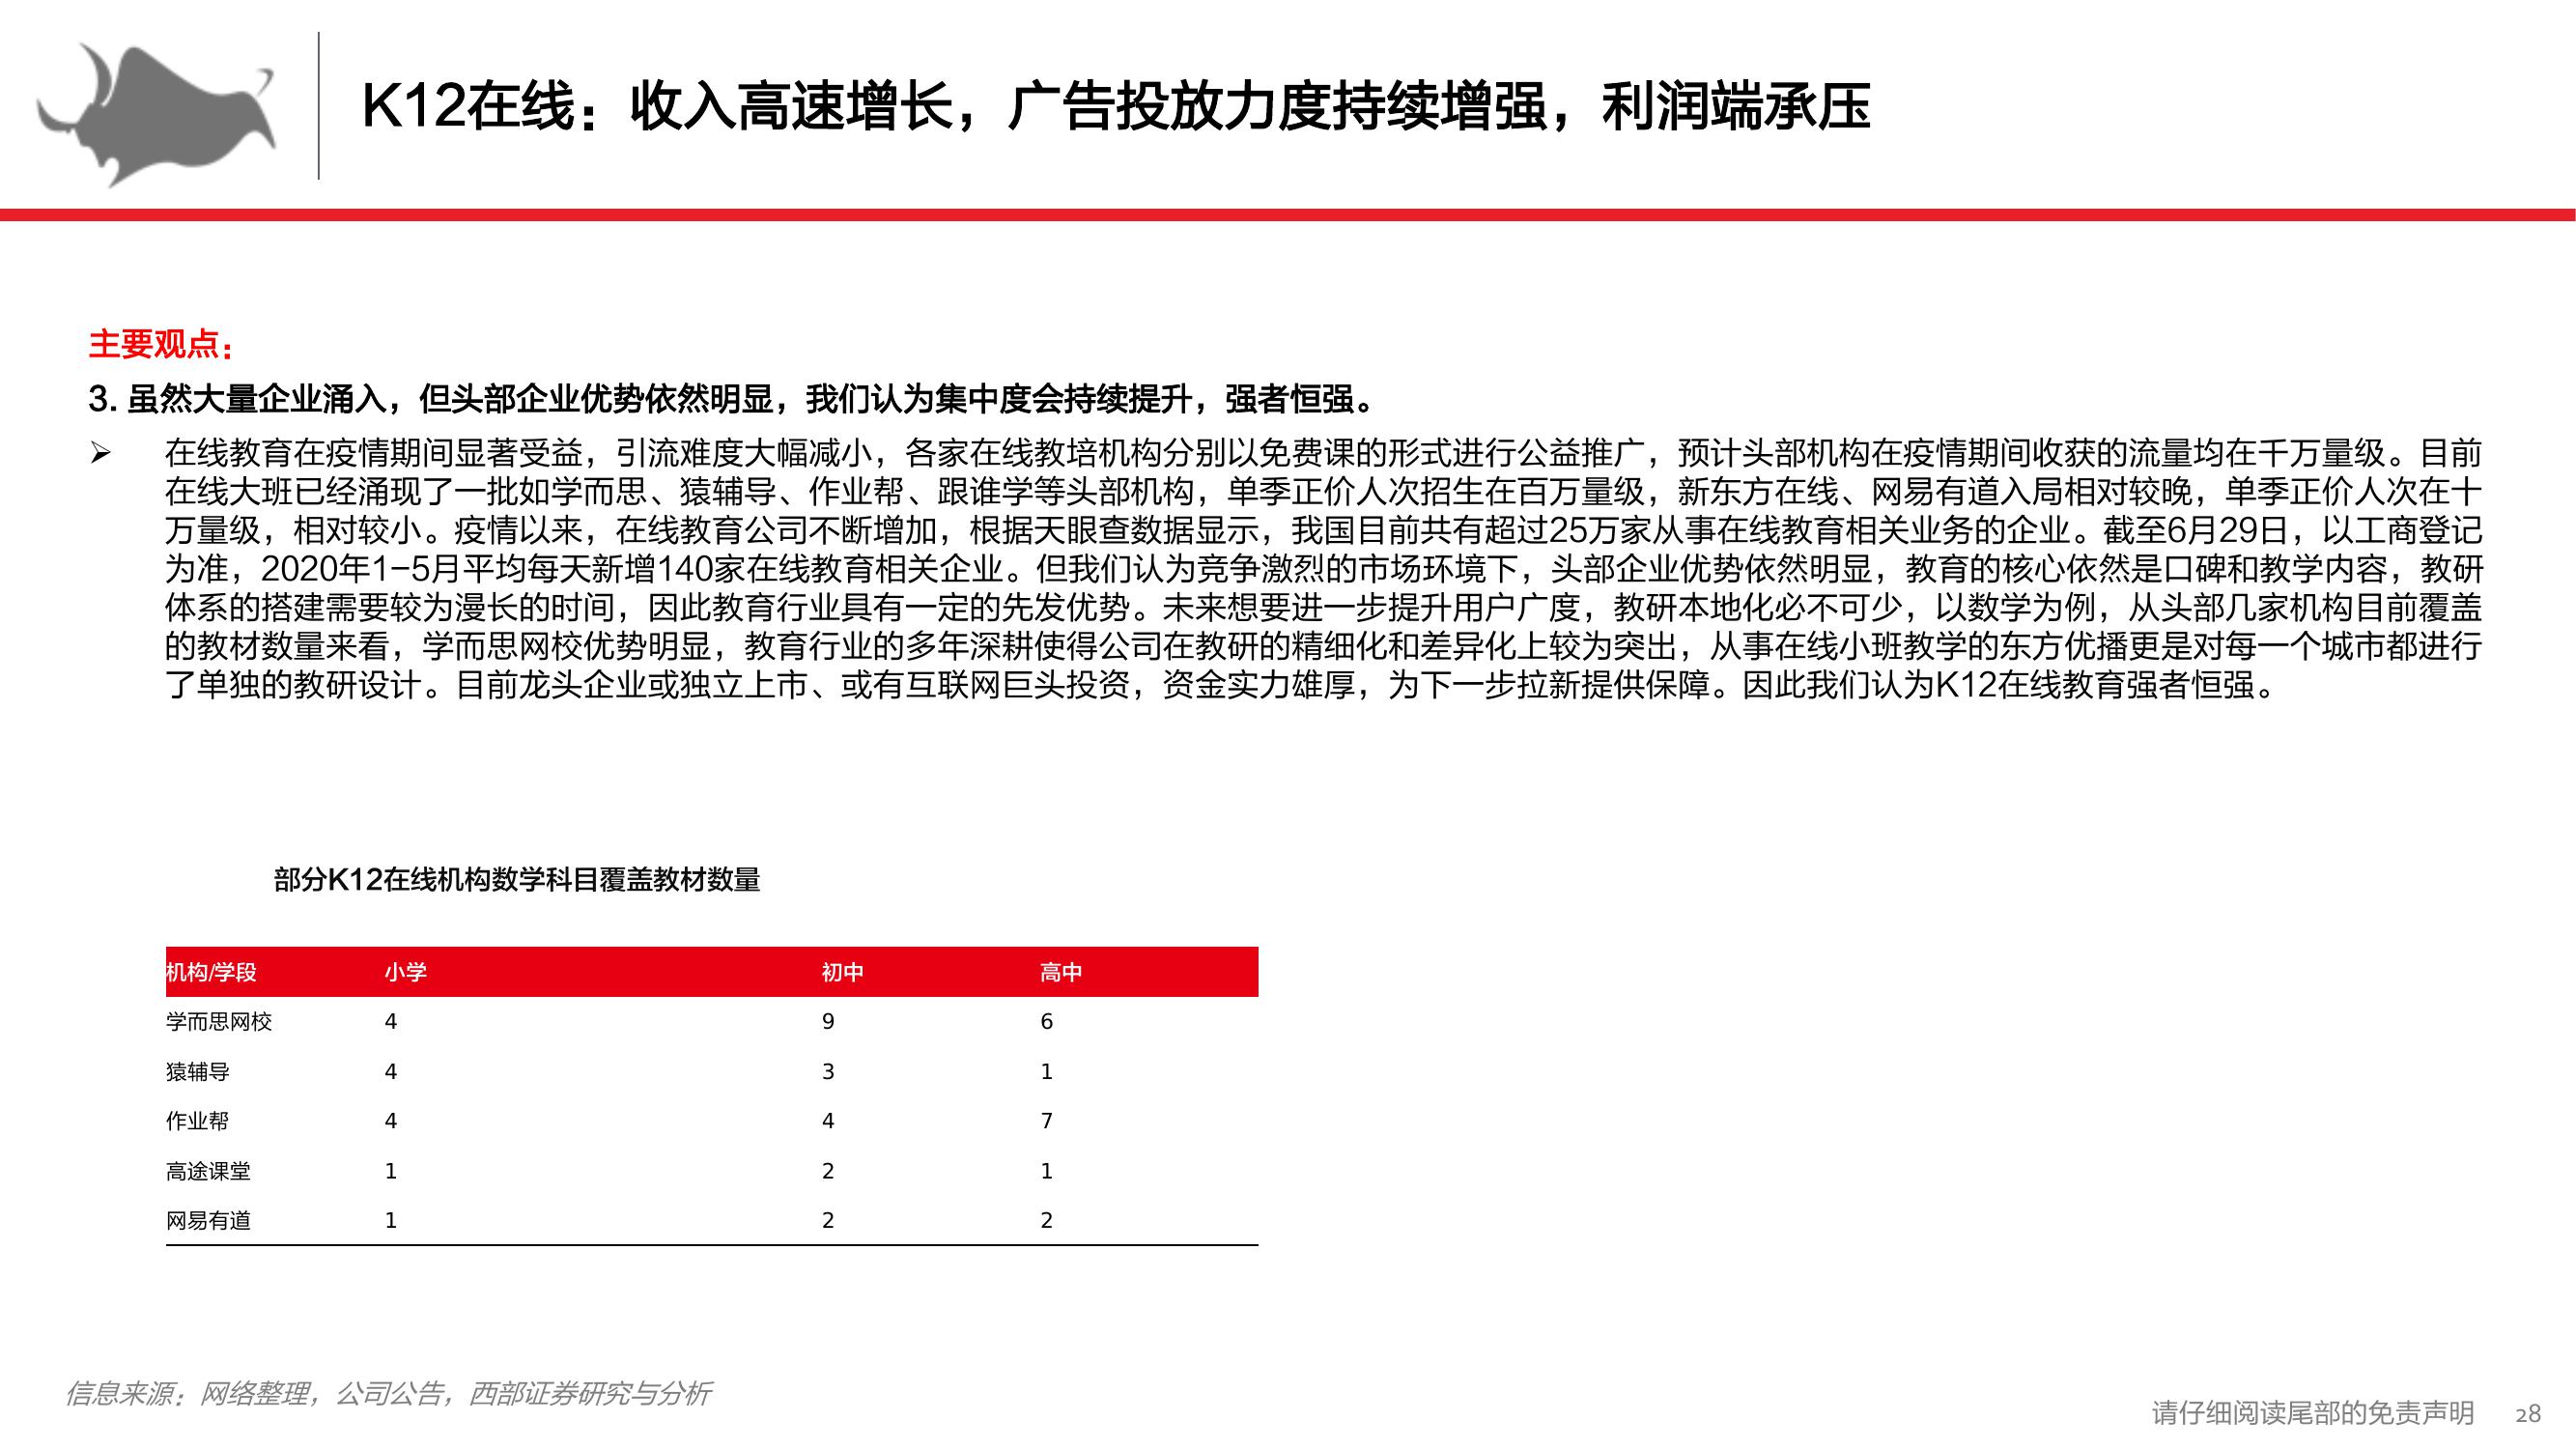 K12在线：收入高速增长，广告投放力度持续增强，利润端承压
主要观点：
3. 虽然大量企业涌入，但头部企业优势依然明显，我们认为集中度会持续提升，强者恒强。
➢ 在线教育在疫情期间显著受益，引流难度大幅减小，各家在线教培机构分别以免费课的形式进行公益推广，预计头部机构在疫情期间收获的流量均在千万量级。目前
在线大班已经涌现了一批如学而思、猿辅导、作业帮、跟谁学等头部机构，单季正价人次招生在百万量级，新东方在线、网易有道入局相对较晚，单季正价人次在十
万量级，相对较小。疫情以来，在线教育公司不断增加，根据天眼查数据显示，我国目前共有超过25万家从事在线教育相关业务的企业。截至6月29日，以工商登记
为准，2020年1-5月平均每天新增140家在线教育相关企业。但我们认为竞争激烈的市场环境下，头部企业优势依然明显，教育的核心依然是口碑和教学内容，教研
体系的搭建需要较为漫长的时间，因此教育行业具有一定的先发优势。未来想要进一步提升用户广度，教研本地化必不可少，以数学为例，从头部几家机构目前覆盖
的教材数量来看，学而思网校优势明显，教育行业的多年深耕使得公司在教研的精细化和差异化上较为突出，从事在线小班教学的东方优播更是对每一个城市都进行
了单独的教研设计。目前龙头企业或独立上市、或有互联网巨头投资，资金实力雄厚，为下一步拉新提供保障。因此我们认为K12在线教育强者恒强。
部分K12在线机构数学科目覆盖教材数量
机构/学段 小学 初中 高中
学而思网校 4 9 6
猿辅导 4 3 1
作业帮 4 4 7
高途课堂 1 2 1
网易有道 1 2 2
信息来源：网络整理，公司公告，西部证券研究与分析
请仔细阅读尾部的免责声明 28